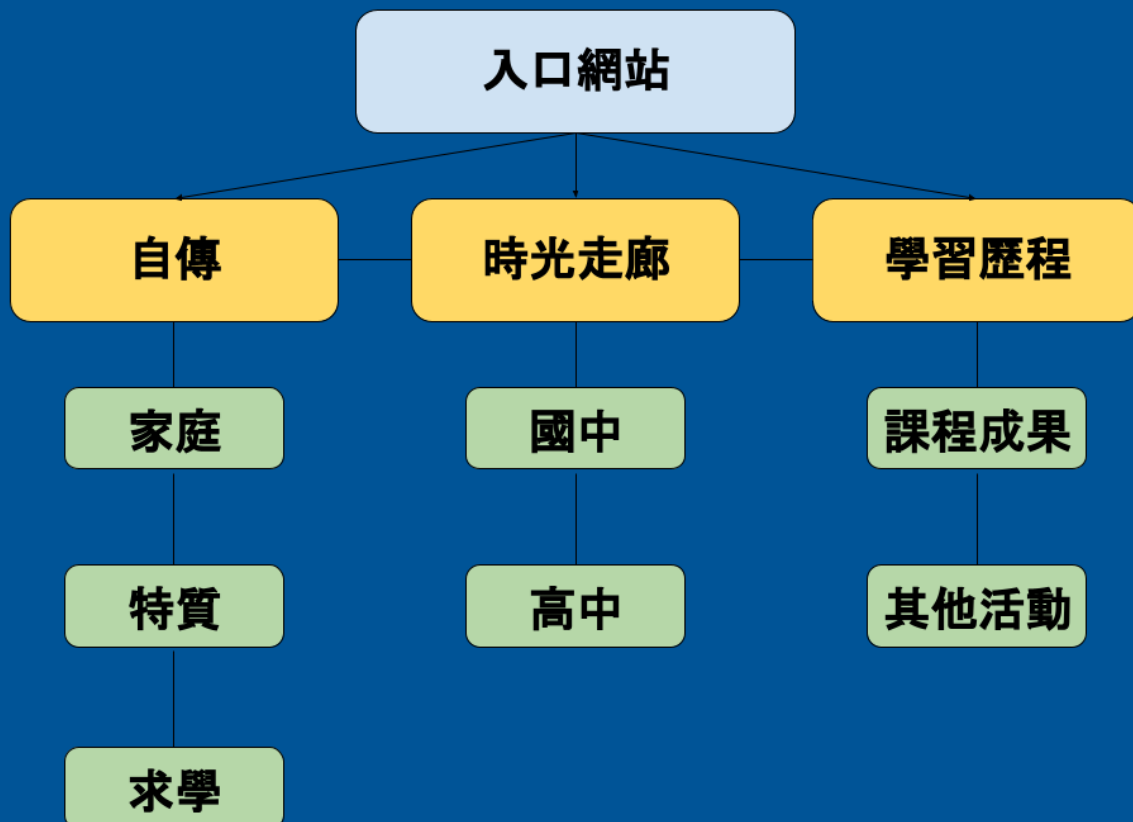 入口網站
自傳
時光走廊
學習歷程
家庭
國中
課程成果
特質
高中
其他活動
求學